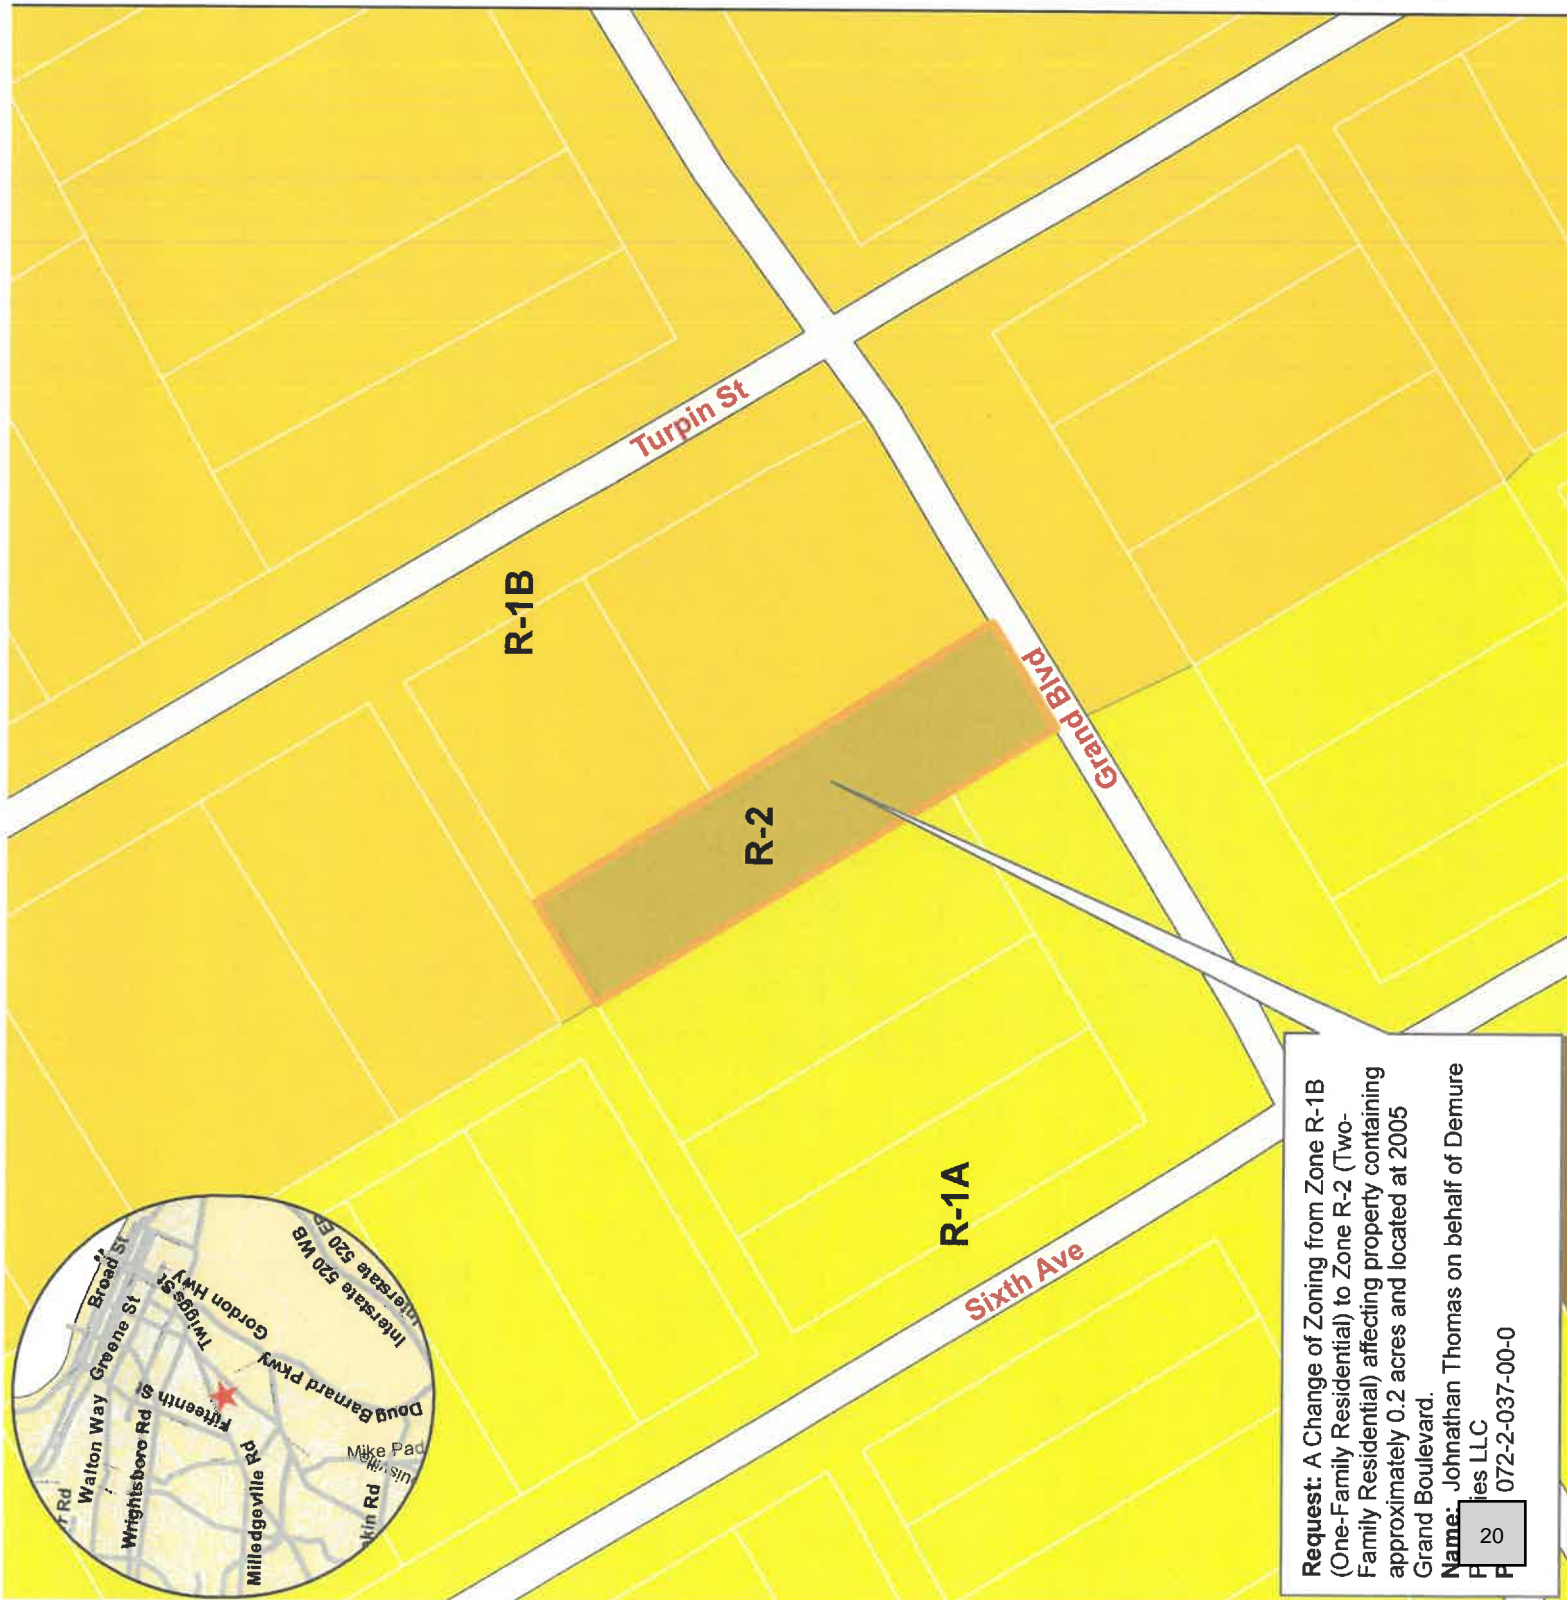 R-1B
Turpin St
R-2
Grand Blvd
R-1A
Sixth Ave
Broad St
Greene St
Walton Way
Twiggs St
Gordon Hwy
Interstate 520 WB
Interstate 520
Fifteenth St
Wrightsboro Rd
Doug Barnard Pkwy
Milledgeville Rd
Mike Pad
Rd
Rd
Request: A Change of Zoning from Zone R-1B
(One-Family Residential) to Zone R-2 (Two-
Family Residential) affecting property containing
approximately 0.2 acres and located at 2005
Grand Boulevard.
Name: Johnathan Thomas on behalf of Demure
P ies LLC
P 072-2-037-00-0
20